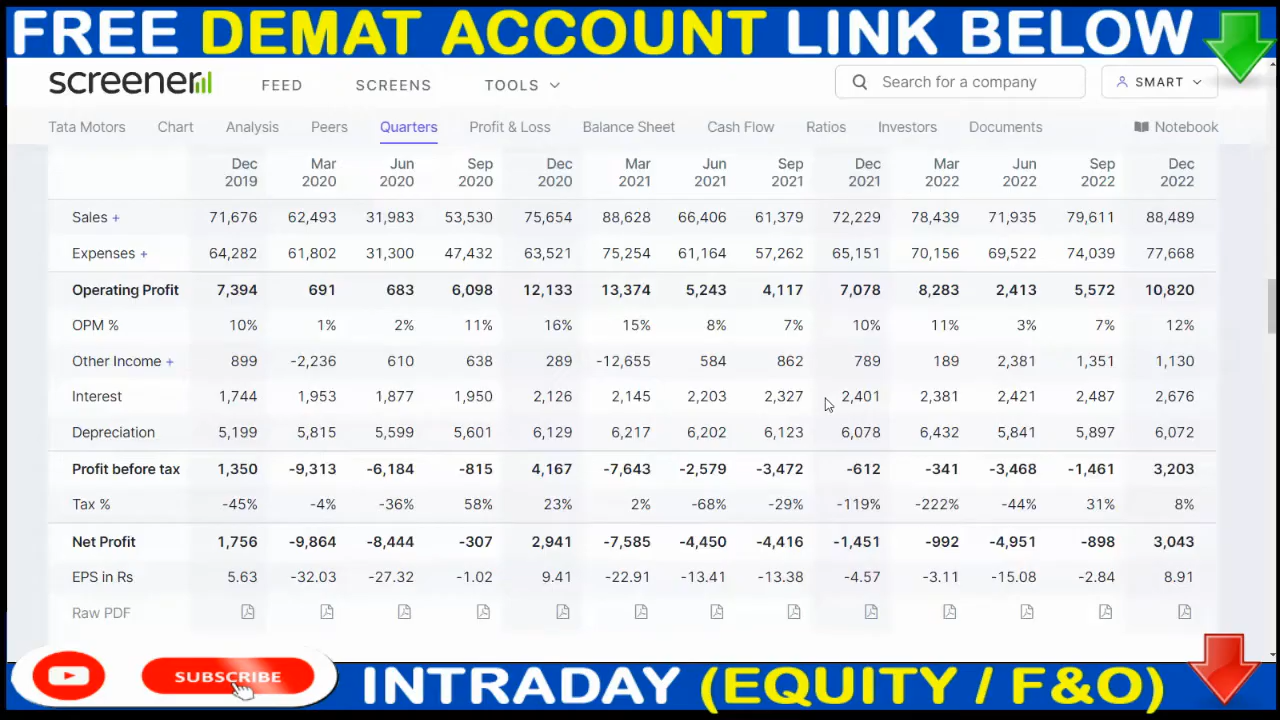 FREE DEMAT ACCOUNT LINK BELOW
screener FEED SCREENS TOOLS Search for a company SMART
Tata Motors Chart Analysis Peers Quarters Profit & Loss Balance Sheet Cash Flow Ratios Investors Documents Notebook
Dec 2019 Mar 2020 Jun 2020 Sep 2020 Dec 2020 Mar 2021 Jun 2021 Sep 2021 Dec 2021 Mar 2022 Jun 2022 Sep 2022 Dec 2022
Sales + 71,676 62,493 31,983 53,530 75,654 88,628 66,406 61,379 72,229 78,439 71,935 79,611 88,489
Expenses + 64,282 61,802 31,300 47,432 63,521 75,254 61,164 57,262 65,151 70,156 69,522 74,039 77,668
Operating Profit 7,394 691 683 6,098 12,133 13,374 5,243 4,117 7,078 8,283 2,413 5,572 10,820
OPM % 10% 1% 2% 11% 16% 15% 8% 7% 10% 11% 3% 7% 12%
Other Income + 899 -2,236 610 638 289 -12,655 584 862 789 189 2,381 1,351 1,130
Interest 1,744 1,953 1,877 1,950 2,126 2,145 2,203 2,327 2,401 2,381 2,421 2,487 2,676
Depreciation 5,199 5,815 5,599 5,601 6,129 6,217 6,202 6,123 6,078 6,432 5,841 5,897 6,072
Profit before tax 1,350 -9,313 -6,184 -815 4,167 -7,643 -2,579 -3,472 -612 -341 -3,468 -1,461 3,203
Tax % -45% -4% -36% 58% 23% 2% -68% -29% -119% -222% -44% 31% 8%
Net Profit 1,756 -9,864 -8,444 -307 2,941 -7,585 -4,450 -4,416 -1,451 -992 -4,951 -898 3,043
EPS in Rs 5.63 -32.03 -27.32 -1.02 9.41 -22.91 -13.41 -13.38 -4.57 -3.11 -15.08 -2.84 8.91
Raw PDF
SUBSCRIBE INTRADAY (EQUITY / F&O)